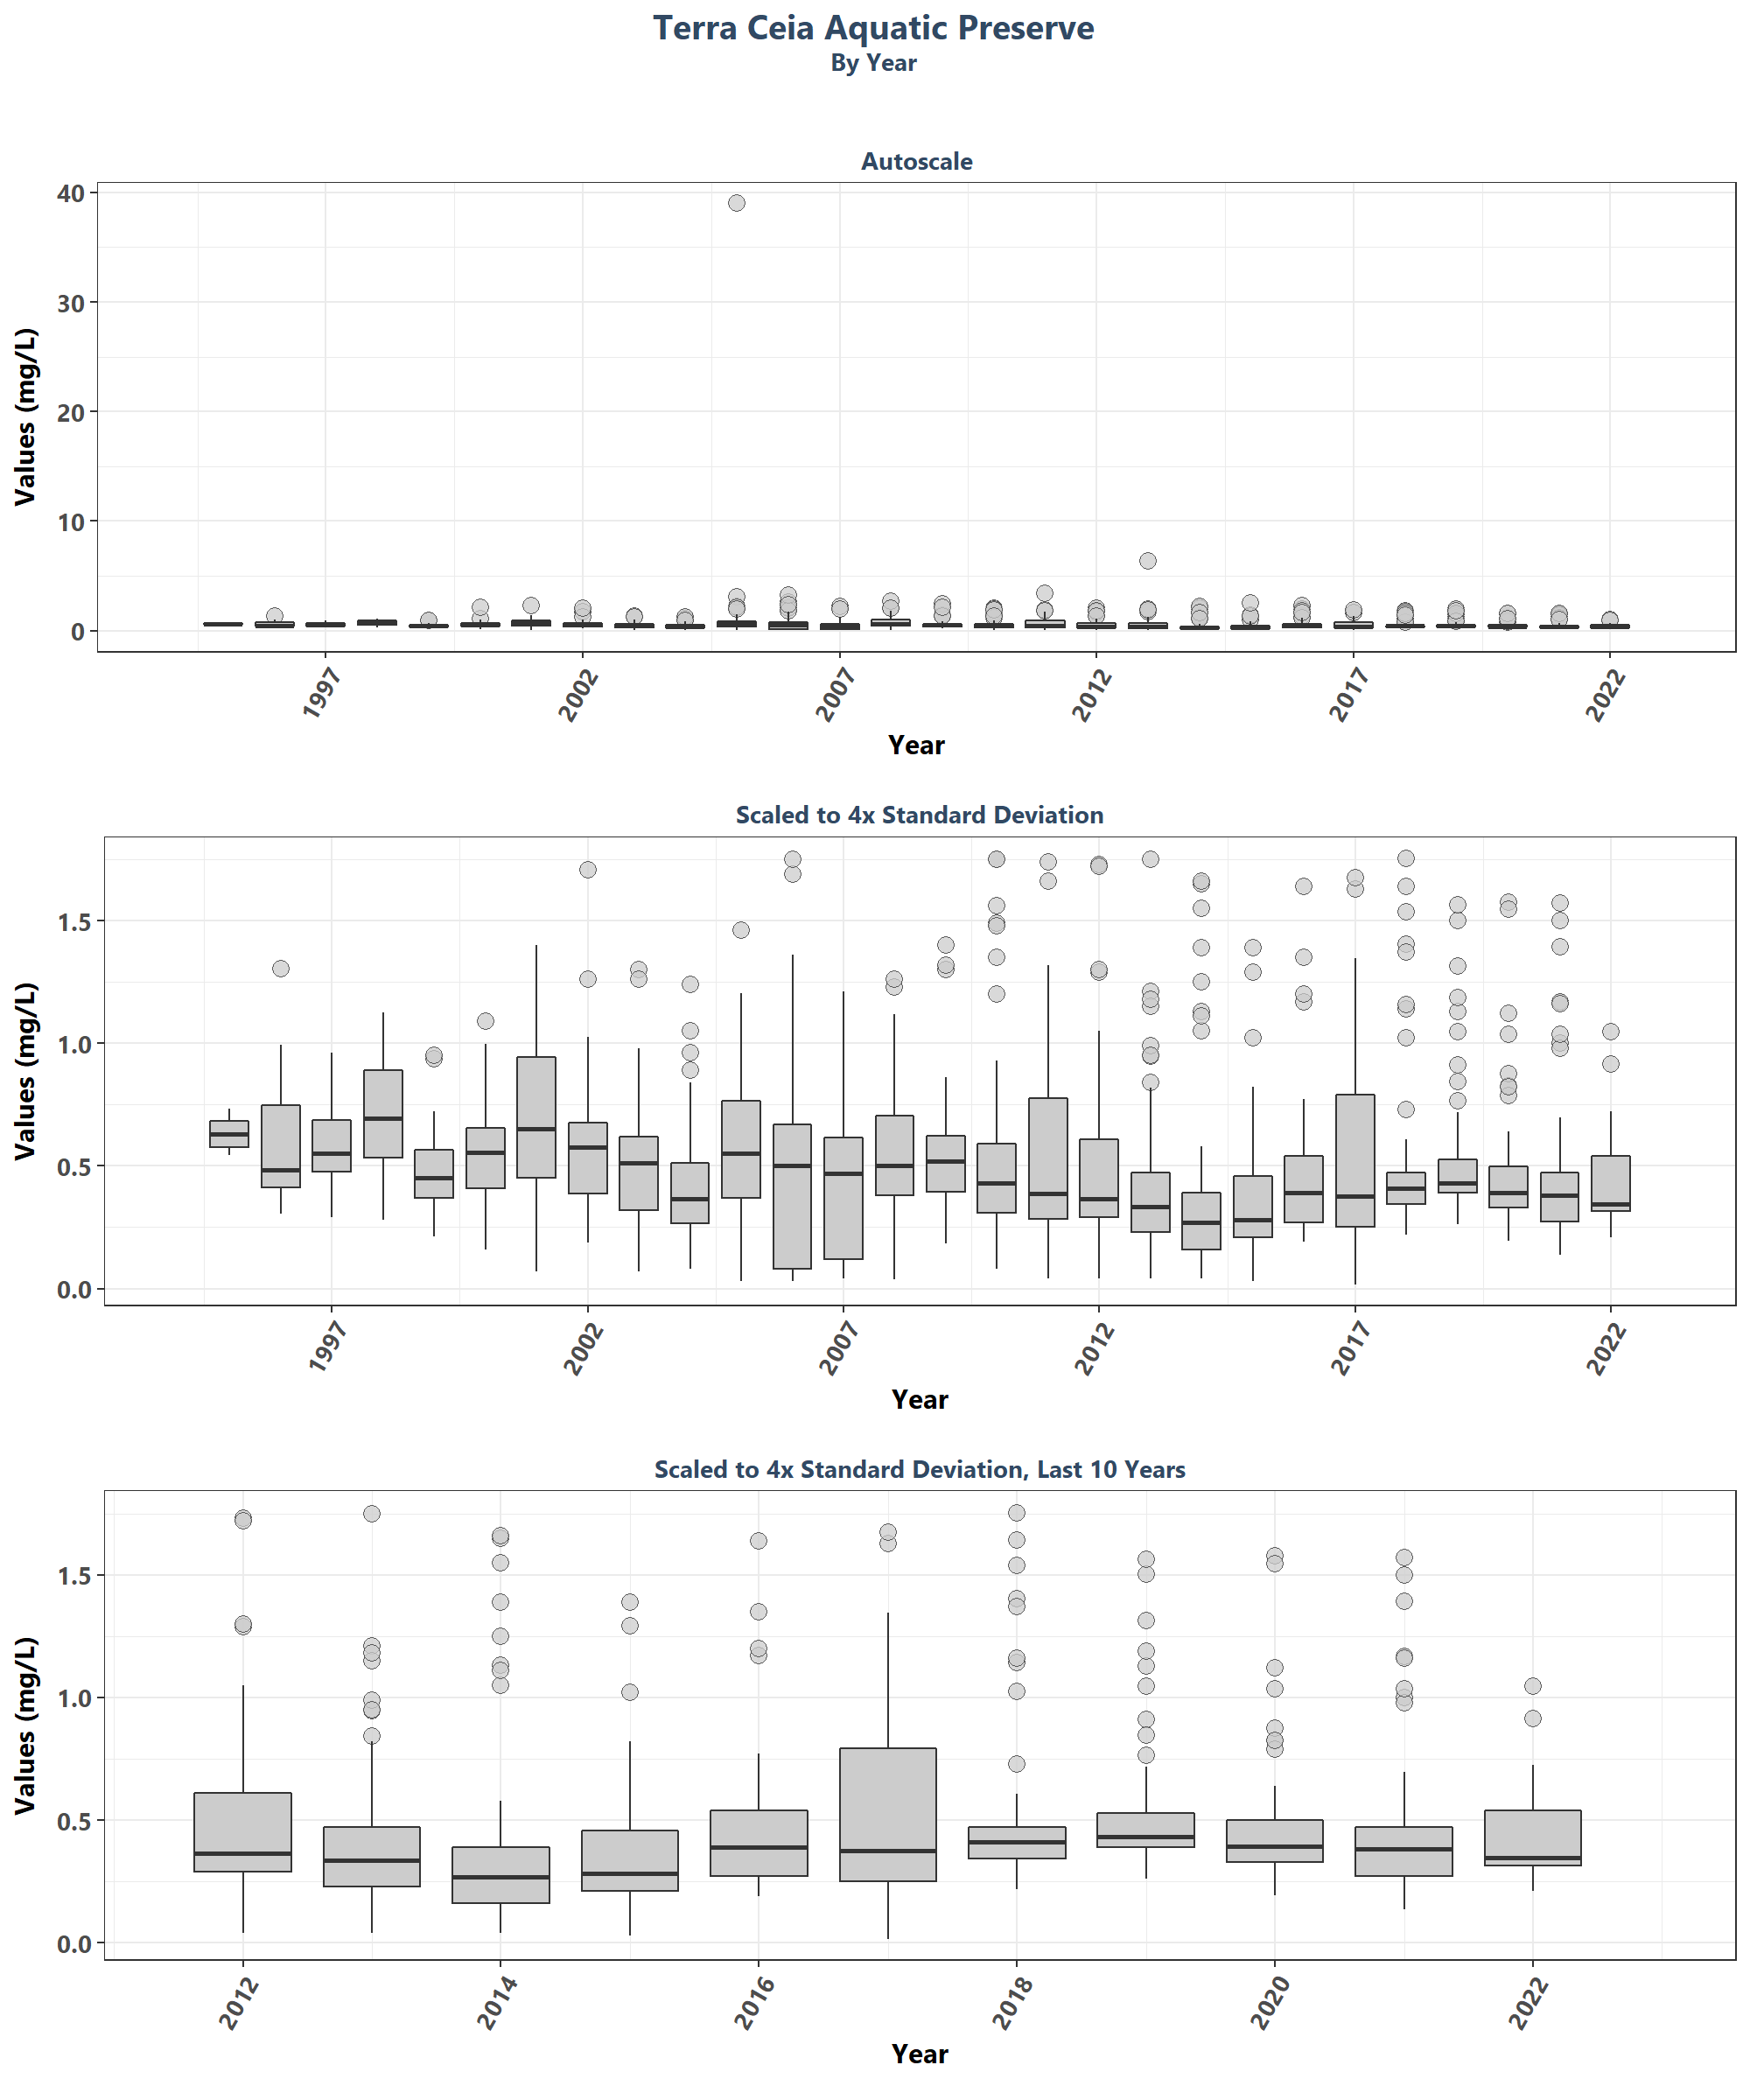 Terra Ceia Aquatic Preserve
By Year
Autoscale
Values (mg/L)
40
30
20
10
0
1997
2002
2007
2012
2017
2022
Year
Scaled to 4x Standard Deviation
Values (mg/L)
1.5
1.0
0.5
0.0
1997
2002
2007
2012
2017
2022
Year
Scaled to 4x Standard Deviation, Last 10 Years
Values (mg/L)
1.5
1.0
0.5
0.0
2012
2014
2016
2018
2020
2022
Year